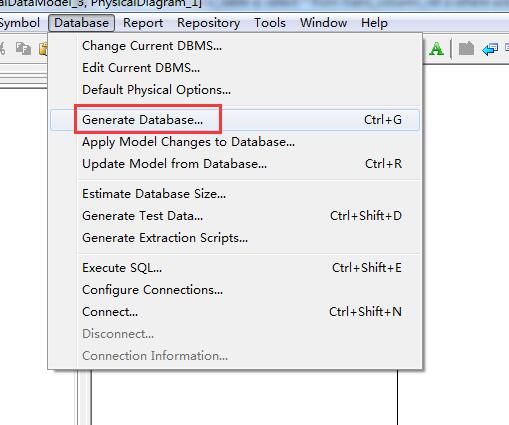 alDataModel_3, PhysicalDiagram_1]
Symbol Database Report Repository Tools Window Help
Change Current DBMS...
Edit Current DBMS...
Default Physical Options...
Generate Database... Ctrl+G
Apply Model Changes to Database...
Update Model from Database... Ctrl+R
Estimate Database Size...
Generate Test Data... Ctrl+Shift+D
Generate Extraction Scripts...
Execute SQL... Ctrl+Shift+E
Configure Connections...
Connect... Ctrl+Shift+N
Disconnect...
Connection Information...